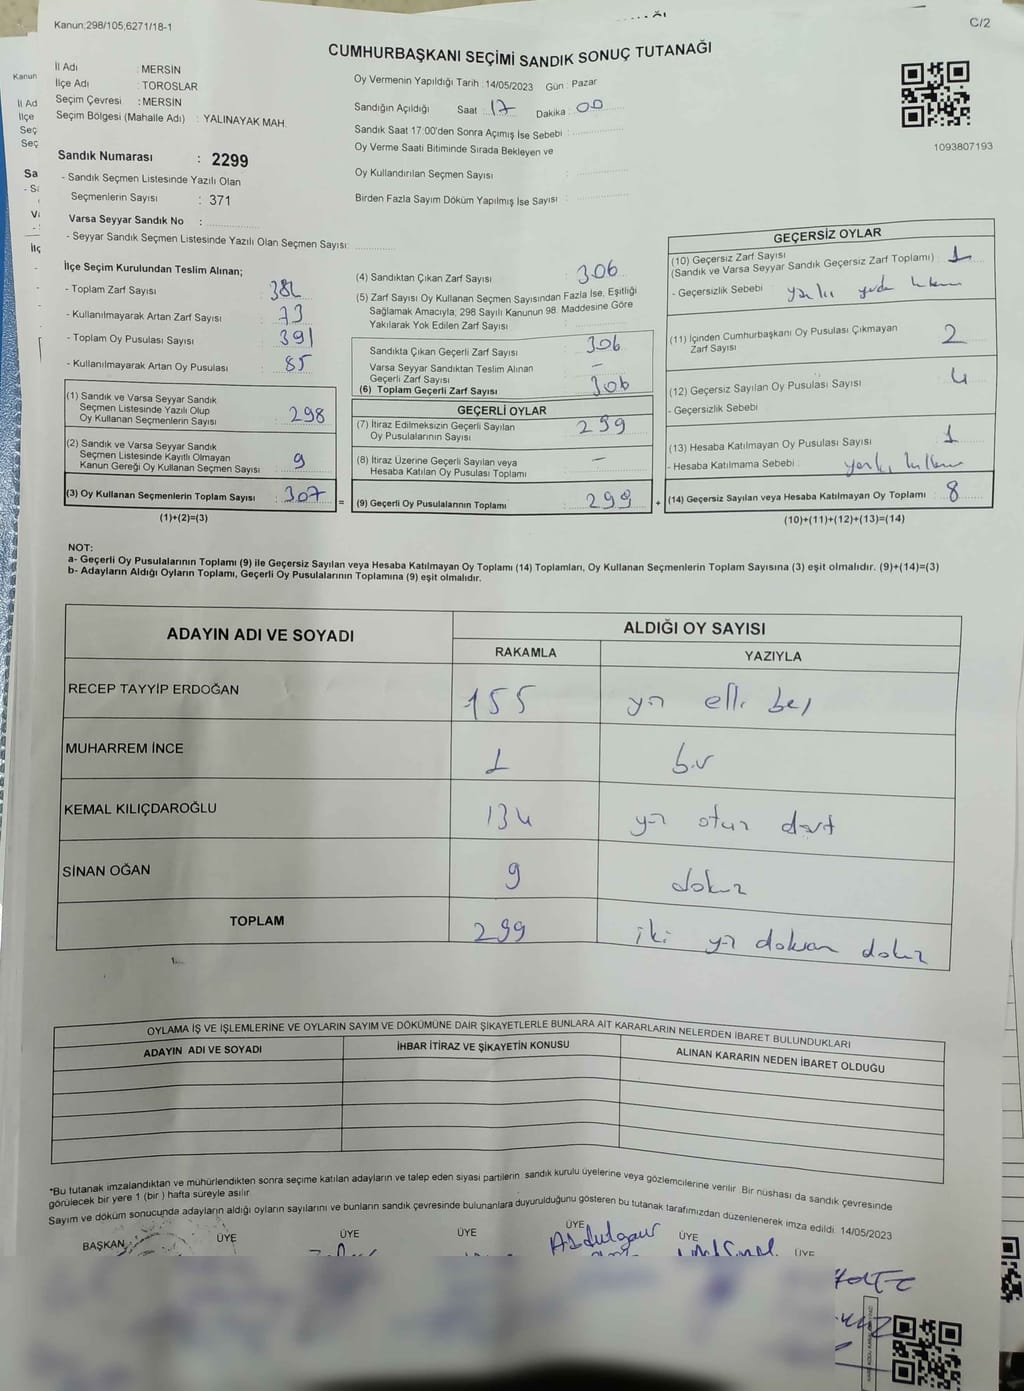 Kanun;298/105,6271/18-1
C/2
CUMHURBAŞKANI SEÇİMİ SANDIK SONUÇ TUTANAĞI
İl Adı : MERSİN
İlçe Adı : TOROSLAR
Seçim Çevresi : MERSİN
Seçim Bölgesi (Mahalle Adı) : YALINAYAK MAH.
Sandık Numarası : 2299
- Sandık Seçmen Listesinde Yazılı Olan
Seçmenlerin Sayısı : 371
Varsa Seyyar Sandık No :
- Seyyar Sandık Seçmen Listesinde Yazılı Olan Seçmen Sayısı:
Oy Vermenin Yapıldığı Tarih : 14/05/2023 Gün : Pazar
Sandığın Açıldığı Saat : 17 Dakika : 00
Sandık Saat 17:00'den Sonra Açımış İse Sebebi :
Oy Verme Saati Bitiminde Sırada Bekleyen ve
Oy Kullandırılan Seçmen Sayısı :
Birden Fazla Sayım Döküm Yapılmış İse Sayısı :
1093807193
İlçe Seçim Kurulundan Teslim Alınan;
- Toplam Zarf Sayısı :
- Kullanılmayarak Artan Zarf Sayısı : 73
- Toplam Oy Pusulası Sayısı : 391
- Kullanılmayarak Artan Oy Pusulası : 85
(1) Sandık ve Varsa Seyyar Sandık
Seçmen Listesinde Yazılı Olup
Oy Kullanan Seçmenlerin Sayısı : 298
(2) Sandık ve Varsa Seyyar Sandık
Seçmen Listesinde Kayıtlı Olmayan
Kanun Gereği Oy Kullanan Seçmen Sayısı : 9
(3) Oy Kullanan Seçmenlerin Toplam Sayısı : 307
(1)+(2)=(3)
(4) Sandıktan Çıkan Zarf Sayısı : 306
(5) Zarf Sayısı Oy Kullanan Seçmen Sayısından Fazla İse, Eşitliği
Sağlamak Amacıyla; 298 Sayılı Kanunun 98. Maddesine Göre
Yakılarak Yok Edilen Zarf Sayısı :
Sandıkta Çıkan Geçerli Zarf Sayısı : 306
Varsa Seyyar Sandıktan Teslim Alınan
Geçerli Zarf Sayısı : –
(6) Toplam Geçerli Zarf Sayısı : 306
GEÇERLİ OYLAR
(7) İtiraz Edilmeksizin Geçerli Sayılan
Oy Pusulalarının Sayısı : 299
(8) İtiraz Üzerine Geçerli Sayılan veya
Hesaba Katılan Oy Pusulası Toplamı : –
= (9) Geçerli Oy Pusulalarının Toplamı : 299
GEÇERSİZ OYLAR
(10) Geçersiz Zarf Sayısı
(Sandık ve Varsa Seyyar Sandık Geçersiz Zarf Toplamı) : 1
- Geçersizlik Sebebi :
(11) İçinden Cumhurbaşkanı Oy Pusulası Çıkmayan
Zarf Sayısı : 2
(12) Geçersiz Sayılan Oy Pusulası Sayısı : 4
- Geçersizlik Sebebi
(13) Hesaba Katılmayan Oy Pusulası Sayısı : 1
- Hesaba Katılmama Sebebi :
+ (14) Geçersiz Sayılan veya Hesaba Katılmayan Oy Toplamı : 8
(10)+(11)+(12)+(13)=(14)
NOT:
a- Geçerli Oy Pusulalarının Toplamı (9) ile Geçersiz Sayılan veya Hesaba Katılmayan Oy Toplamı (14) Toplamları, Oy Kullanan Seçmenlerin Toplam Sayısına (3) eşit olmalıdır. (9)+(14)=(3)
b- Adayların Aldığı Oyların Toplamı, Geçerli Oy Pusulalarının Toplamına (9) eşit olmalıdır.
ADAYIN ADI VE SOYADI ALDIĞI OY SAYISI
RAKAMLA YAZIYLA
RECEP TAYYİP ERDOĞAN 155 yüz elli beş
MUHARREM İNCE 1 bir
KEMAL KILIÇDAROĞLU 134 yüz otuz dört
SİNAN OĞAN 9 dokuz
TOPLAM 299 iki yüz doksan dokuz
OYLAMA İŞ VE İŞLEMLERİNE VE OYLARIN SAYIM VE DÖKÜMÜNE DAİR ŞİKAYETLERLE BUNLARA AİT KARARLARIN NELERDEN İBARET BULUNDUKLARI
ADAYIN ADI VE SOYADI İHBAR İTİRAZ VE ŞİKAYETİN KONUSU ALINAN KARARIN NEDEN İBARET OLDUĞU
*Bu tutanak imzalandıktan ve mühürlendikten sonra seçime katılan adayların ve talep eden siyasi partilerin sandık kurulu üyelerine veya gözlemcilerine verilir. Bir nüshası da sandık çevresinde
görülecek bir yere 1 (bir) hafta süreyle asılır.
Sayım ve döküm sonucunda adayların aldığı oyların sayılarını ve bunların sandık çevresinde bulunanlara duyurulduğunu gösteren bu tutanak tarafımızdan düzenlenerek imza edildi. 14/05/2023
BAŞKAN ÜYE ÜYE ÜYE ÜYE ÜYE ÜYE